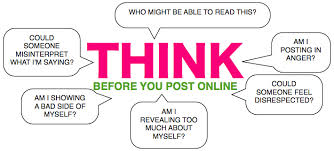 WHO MIGHT BE ABLE TO READ THIS?
COULD
SOMEONE
MISINTERPRET
WHAT I'M SAYING?
THINK
BEFORE YOU POST ONLINE
AM I
POSTING IN
ANGER?
AM I SHOWING
A BAD SIDE OF
MYSELF?
AM I
REVEALING TOO
MUCH ABOUT
MYSELF?
COULD
SOMEONE FEEL
DISRESPECTED?